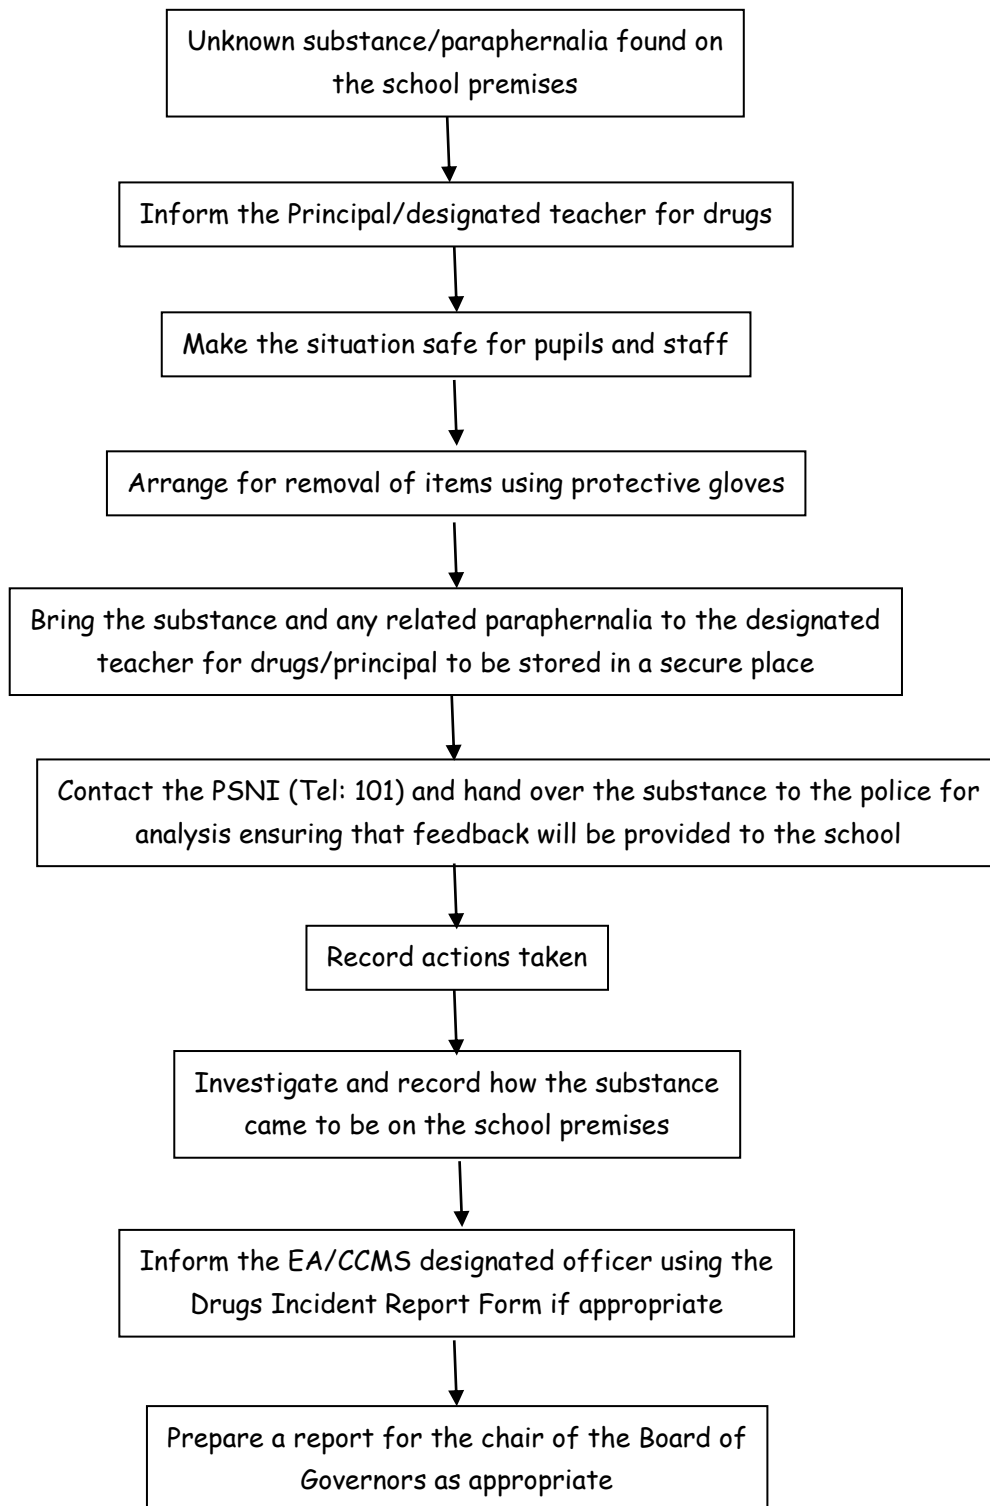 Unknown substance/paraphernalia found on
the school premises
Inform the Principal/designated teacher for drugs
Make the situation safe for pupils and staff
Arrange for removal of items using protective gloves
Bring the substance and any related paraphernalia to the designated
teacher for drugs/principal to be stored in a secure place
Contact the PSNI (Tel: 101) and hand over the substance to the police for
analysis ensuring that feedback will be provided to the school
Record actions taken
Investigate and record how the substance
came to be on the school premises
Inform the EA/CCMS designated officer using the
Drugs Incident Report Form if appropriate
Prepare a report for the chair of the Board of
Governors as appropriate